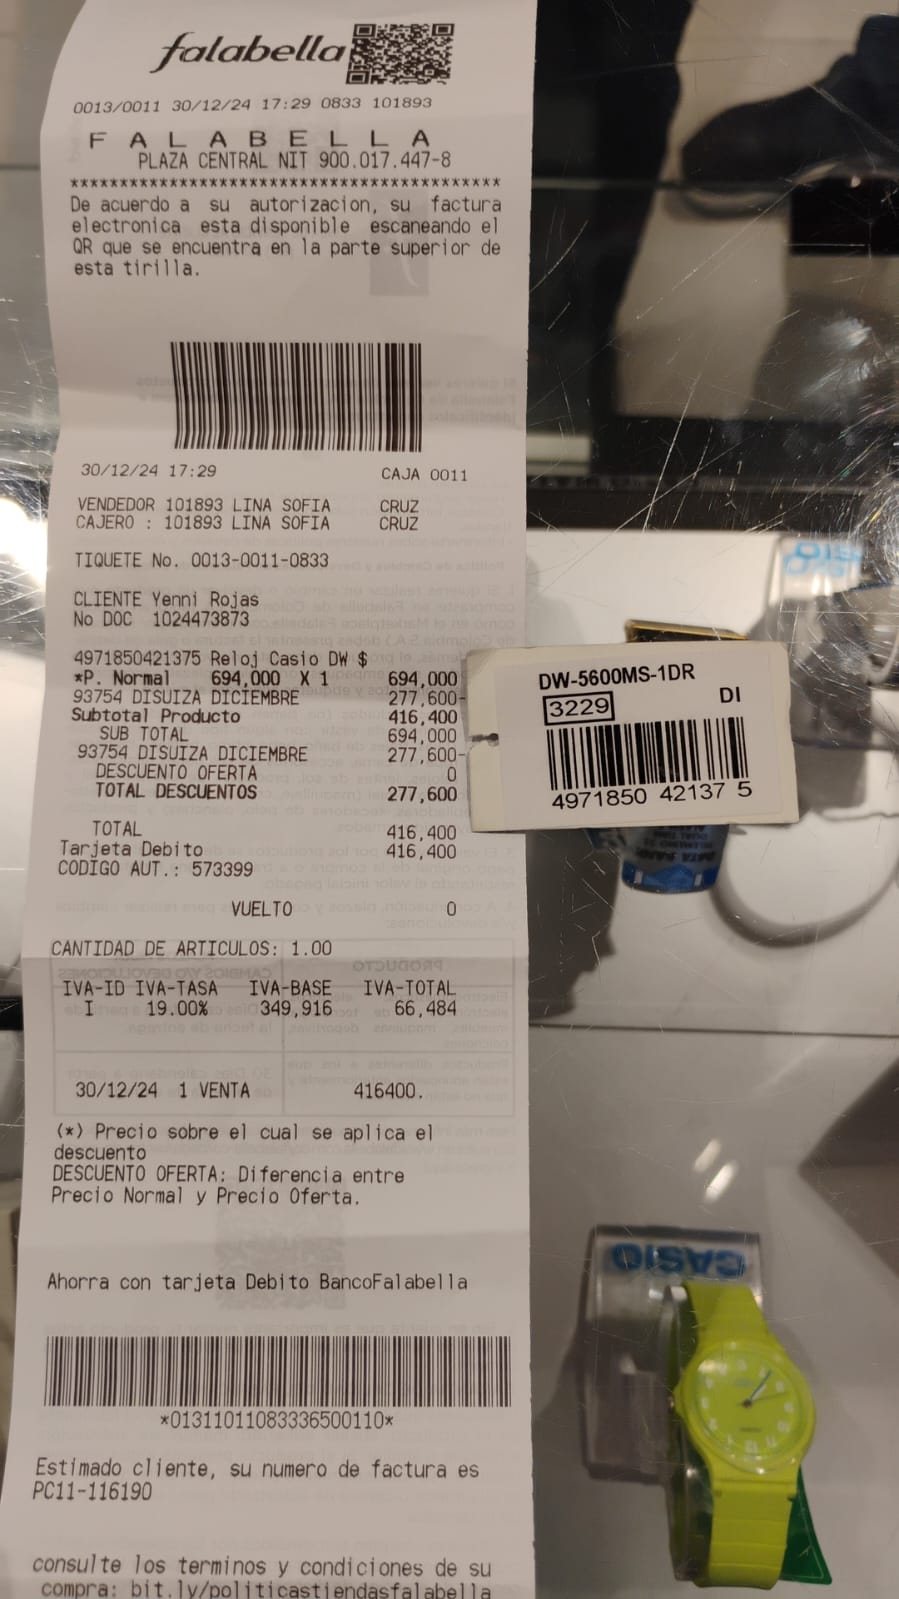 falabella
0013/0011 30/12/24 17:29 0833 101893
F A L A B E L L A
PLAZA CENTRAL NIT 900.017.447-8
*******************************************
De acuerdo a su autorizacion, su factura
electronica esta disponible escaneando el
QR que se encuentra en la parte superior de
esta tirilla.
30/12/24 17:29 CAJA 0011
VENDEDOR 101893 LINA SOFIA CRUZ
CAJERO : 101893 LINA SOFIA CRUZ
TIQUETE No. 0013-0011-0833
CLIENTE Yenni Rojas
No DOC 1024473873
4971850421375 Reloj Casio DW $
*P. Normal 694,000 X 1 694,000
93754 DISUIZA DICIEMBRE 277,600-
Subtotal Producto 416,400
SUB TOTAL 694,000
93754 DISUIZA DICIEMBRE 277,600-
DESCUENTO OFERTA 0
TOTAL DESCUENTOS 277,600
TOTAL 416,400
Tarjeta Debito 416,400
CODIGO AUT.: 573399
VUELTO 0
CANTIDAD DE ARTICULOS: 1.00
IVA-ID IVA-TASA IVA-BASE IVA-TOTAL
I 19.00% 349,916 66,484
30/12/24 1 VENTA 416400.
(*) Precio sobre el cual se aplica el
descuento
DESCUENTO OFERTA: Diferencia entre
Precio Normal y Precio Oferta.
Ahorra con tarjeta Debito BancoFalabella
*01311011083336500110*
Estimado cliente, su numero de factura es
PC11-116190
consulte los terminos y condiciones de su
compra: bit.ly/politicastiendasfalabella
DW-5600MS-1DR
3229 DI
4971850 42137 5
CASIO